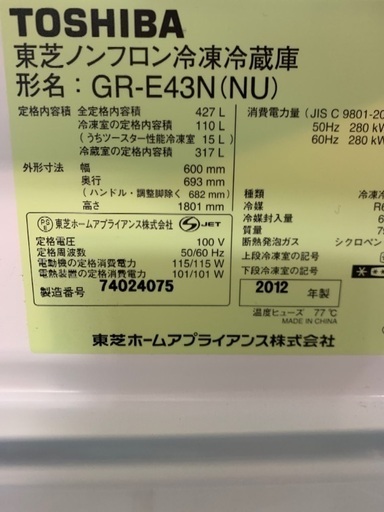 TOSHIBA
東芝ノンフロン冷凍冷蔵庫
形名：GR-E43N(NU)
定格内容積 全定格内容積 427 L
冷凍室の定格内容積 110 L
(うちツースター性能冷凍室 15 L)
冷蔵室の定格内容積 317 L
外形寸法 幅 600 mm
奥行 693 mm
(ハンドル・調整脚除く 682 mm)
高さ 1801 mm
消費電力量 (JIS C 9801-20
50Hz 280 kW
60Hz 280 kW
種類 冷凍冷
冷媒 R6
冷媒封入量 6
質量 7
断熱発泡ガス シクロペン
上段冷凍室の記号
下段冷凍室の記号
東芝ホームアプライアンス株式会社 S JET
定格電圧 100 V
定格周波数 50/60 Hz
電動機の定格消費電力 115/115 W
電熱装置の定格消費電力 101/101 W
製造番号 74024075
2012 年製
温度ヒューズ 77℃
MADE IN CHINA
東芝ホームアプライアンス株式会社